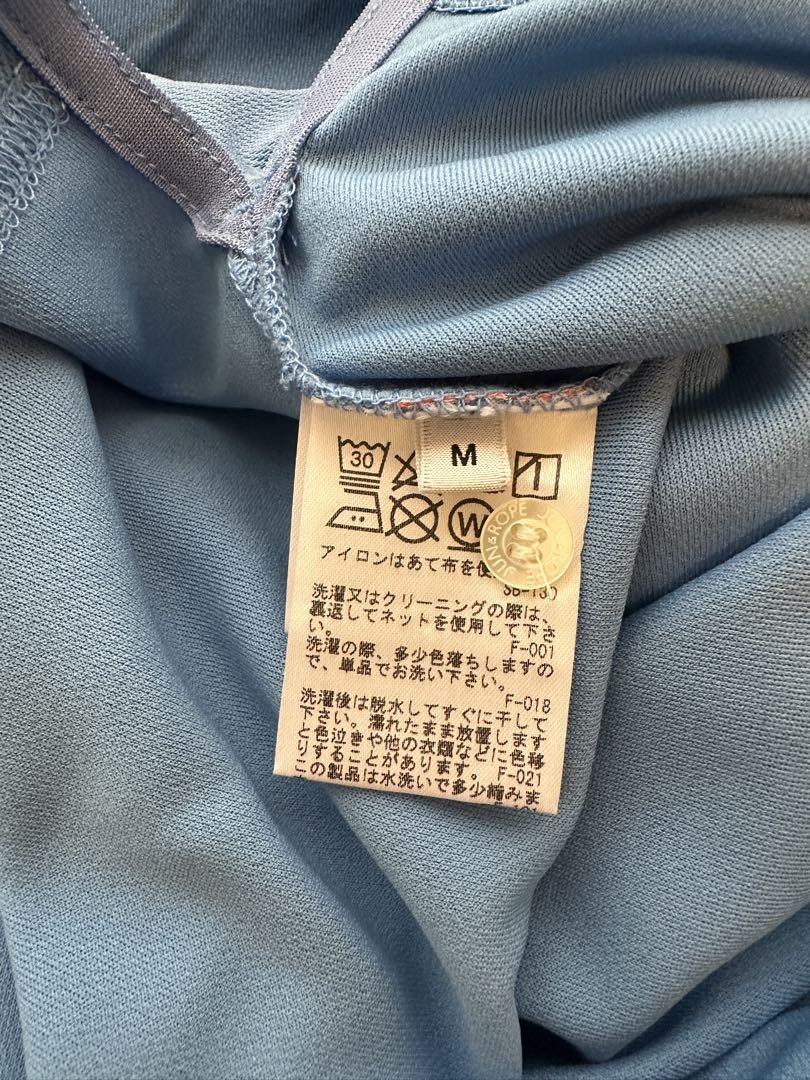 M
30
W
アイロンはあて布を使
JUN&ROPE JUN&ROPE
洗濯又はクリーニングの際は、
裏返してネットを使用して下さ
い。 F-001
洗濯の際、多少色落ちしますの
で、単品でお洗い下さい。
F-018
洗濯後は脱水してすぐに干して
下さい。濡れたまま放置します
と色泣きや他の衣類などに色移
りすることがあります。 F-021
この製品は水洗いで多少縮みま